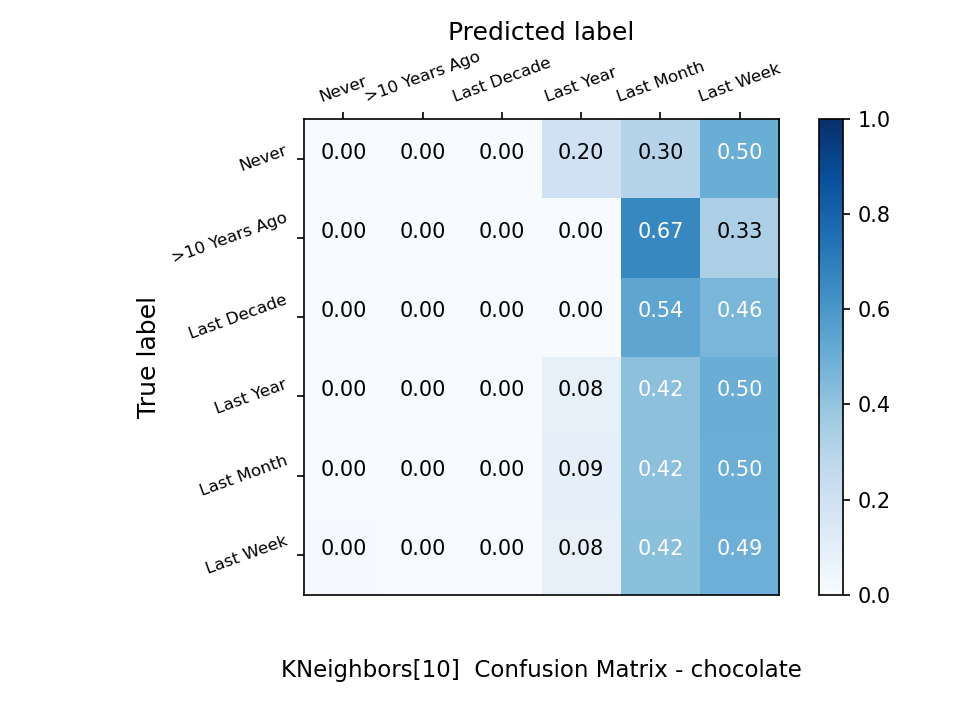 Predicted label
Never >10 Years Ago Last Decade Last Year Last Month Last Week
Never 0.00 0.00 0.00 0.20 0.30 0.50
>10 Years Ago 0.00 0.00 0.00 0.00 0.67 0.33
Last Decade 0.00 0.00 0.00 0.00 0.54 0.46
Last Year 0.00 0.00 0.00 0.08 0.42 0.50
Last Month 0.00 0.00 0.00 0.09 0.42 0.50
Last Week 0.00 0.00 0.00 0.08 0.42 0.49
True label
1.0
0.8
0.6
0.4
0.2
0.0
KNeighbors[10]  Confusion Matrix - chocolate